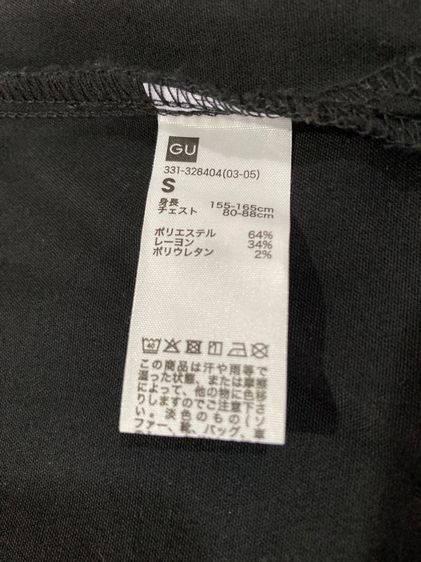 GU
331-328404(03-05)
S
身長 155-165cm
チェスト 80-88cm
ポリエステル 64%
レーヨン 34%
ポリウレタン 2%
40
この商品は汗や雨等で
湿った状態、または摩擦
によって、他の物に色移
りしますのでご注意下さ
い。淡色のもの(ソ
ファー、靴、バッグ、車